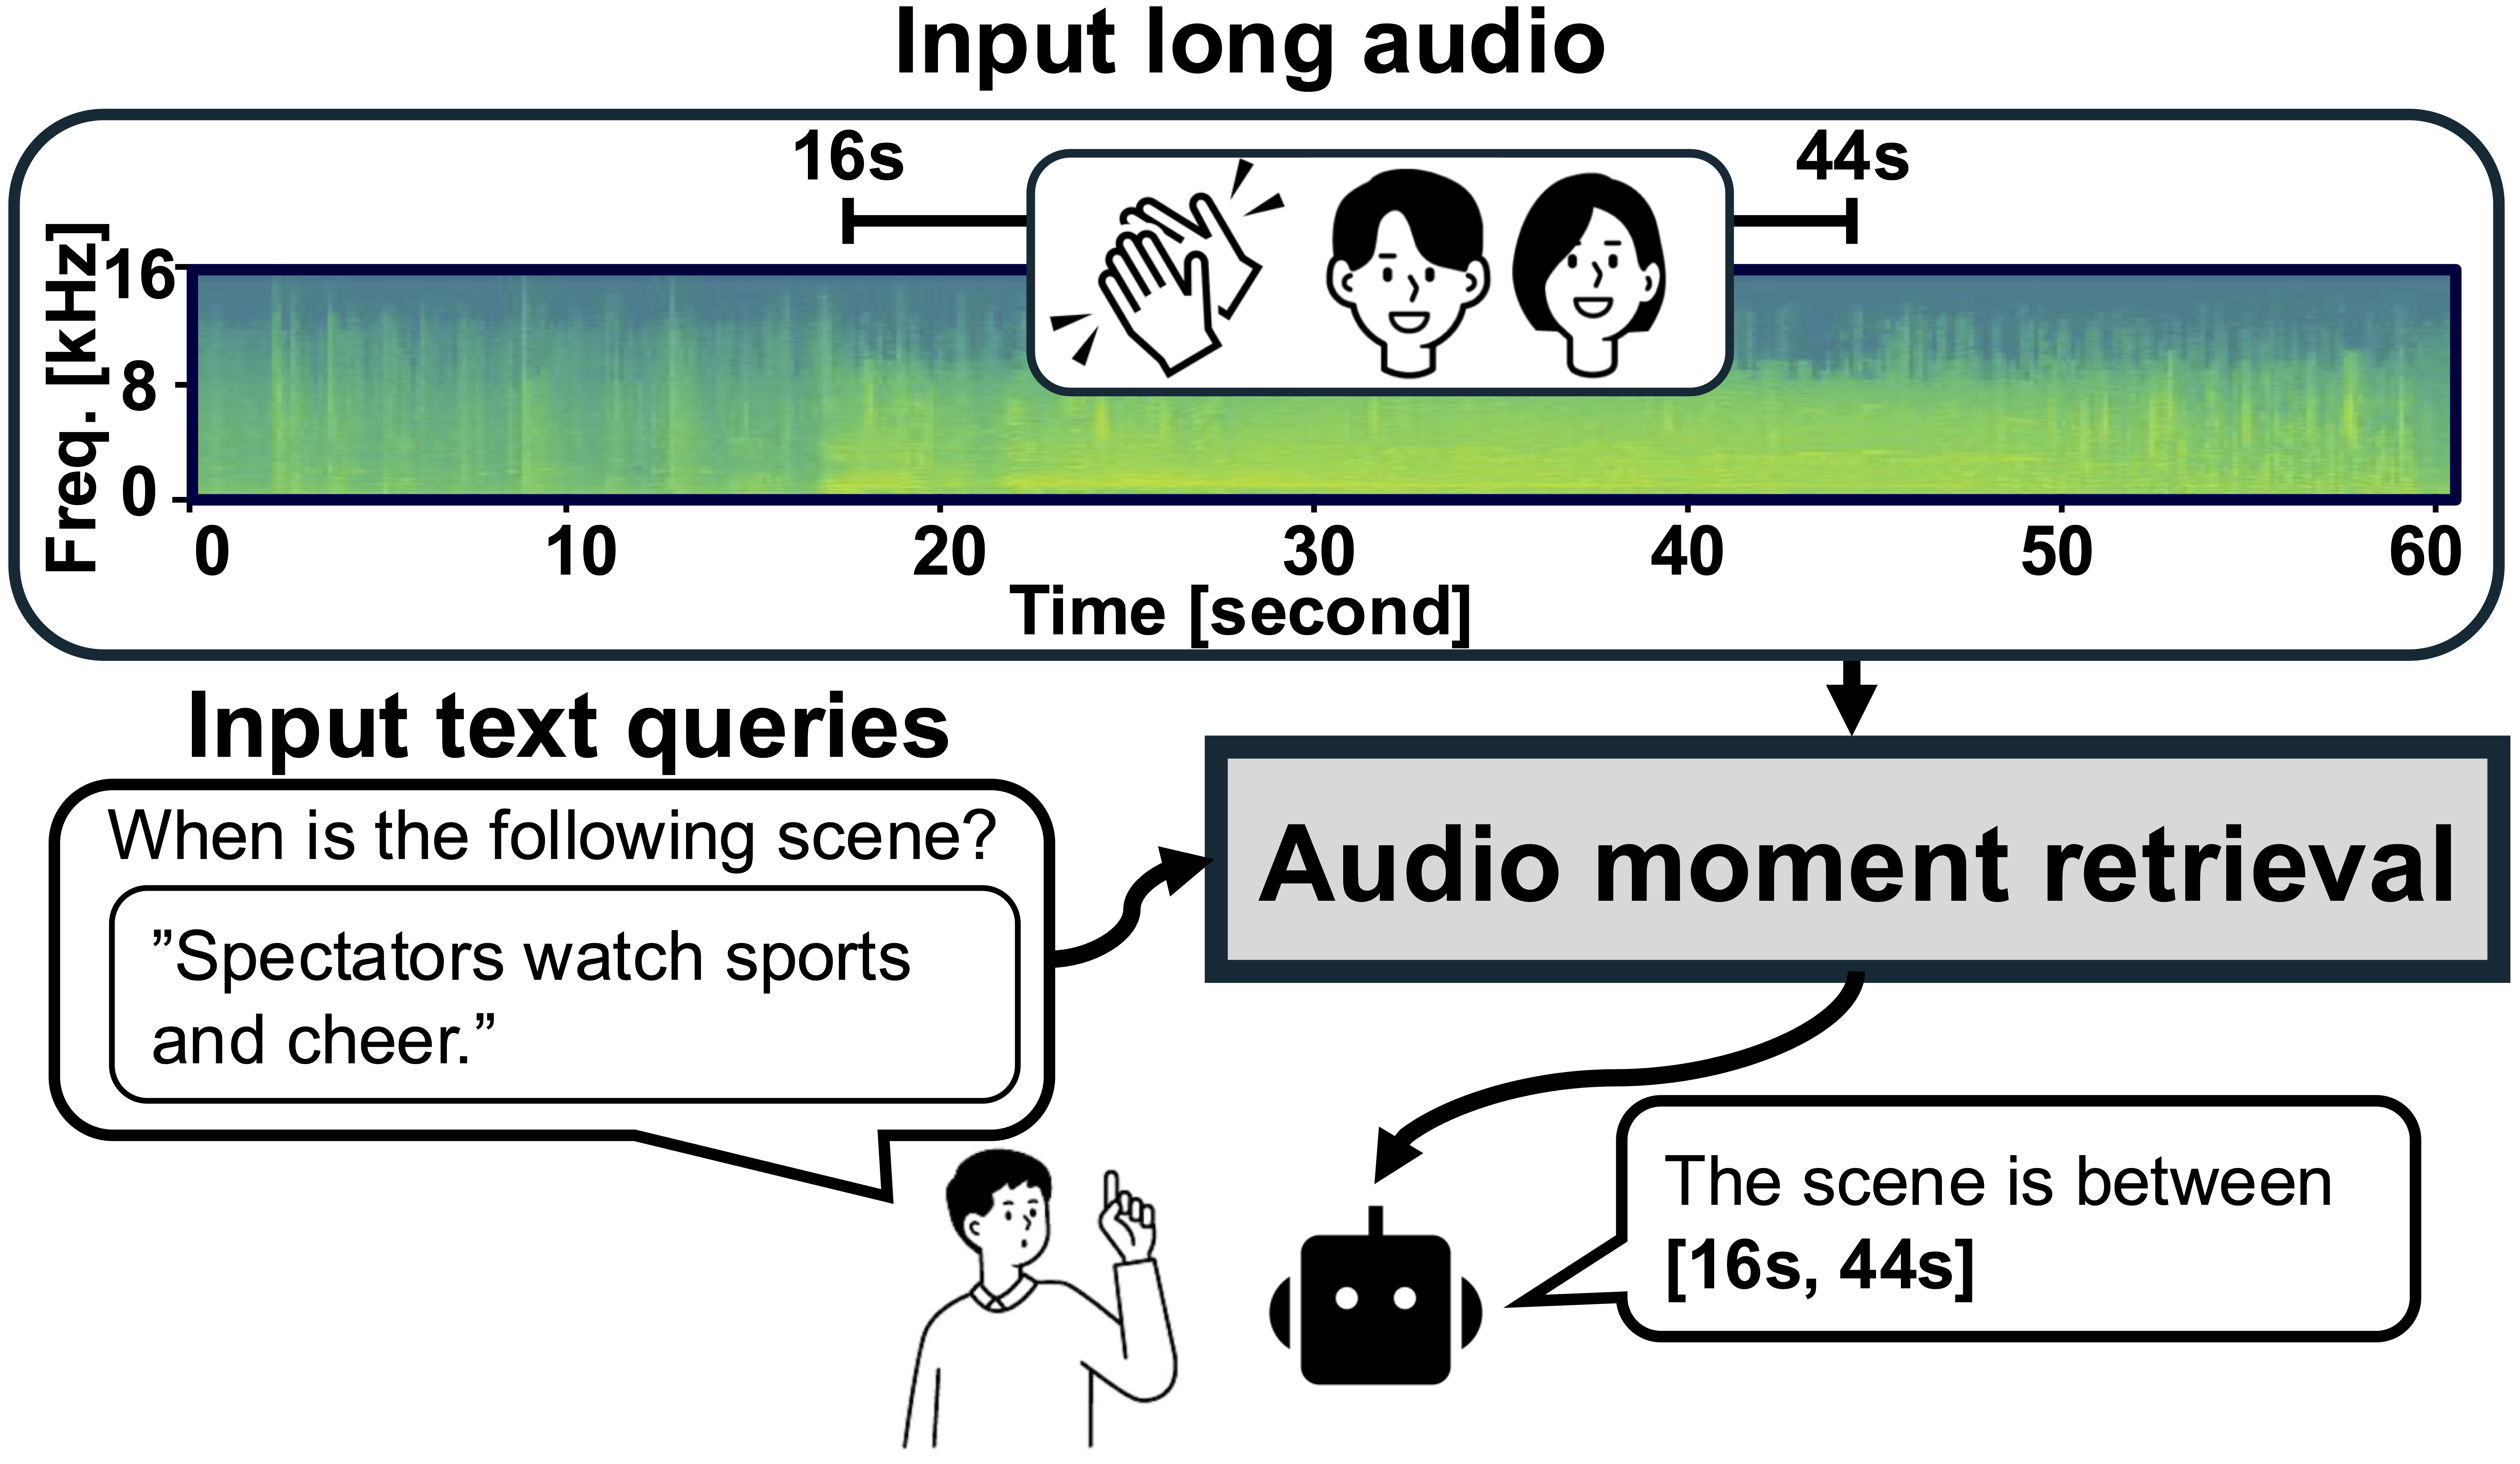 Input long audio
16s
44s
Freq. [kHz]
16
8
0
0 10 20 30 40 50 60
Time [second]
Input text queries
When is the following scene?
”Spectators watch sports
and cheer.”
Audio moment retrieval
The scene is between
[16s, 44s]